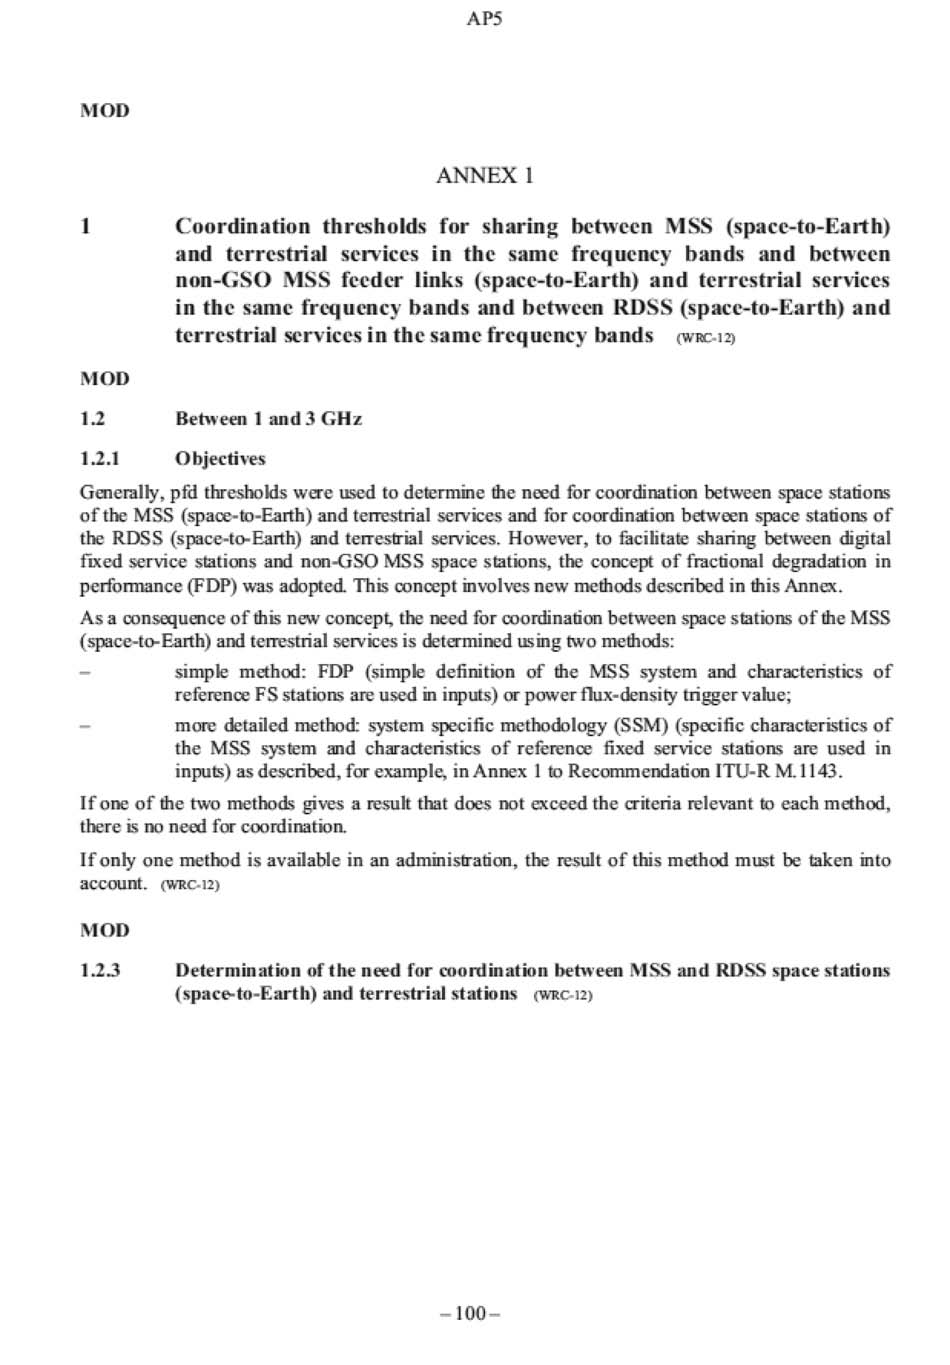 AP5
MOD
ANNEX 1
1 Coordination thresholds for sharing between MSS (space-to-Earth)
and terrestrial services in the same frequency bands and between
non-GSO MSS feeder links (space-to-Earth) and terrestrial services
in the same frequency bands and between RDSS (space-to-Earth) and
terrestrial services in the same frequency bands (WRC-12)
MOD
1.2 Between 1 and 3 GHz
1.2.1 Objectives
Generally, pfd thresholds were used to determine the need for coordination between space stations
of the MSS (space-to-Earth) and terrestrial services and for coordination between space stations of
the RDSS (space-to-Earth) and terrestrial services. However, to facilitate sharing between digital
fixed service stations and non-GSO MSS space stations, the concept of fractional degradation in
performance (FDP) was adopted. This concept involves new methods described in this Annex.
As a consequence of this new concept, the need for coordination between space stations of the MSS
(space-to-Earth) and terrestrial services is determined using two methods:
– simple method: FDP (simple definition of the MSS system and characteristics of
reference FS stations are used in inputs) or power flux-density trigger value;
– more detailed method: system specific methodology (SSM) (specific characteristics of
the MSS system and characteristics of reference fixed service stations are used in
inputs) as described, for example, in Annex 1 to Recommendation ITU-R M.1143.
If one of the two methods gives a result that does not exceed the criteria relevant to each method,
there is no need for coordination.
If only one method is available in an administration, the result of this method must be taken into
account. (WRC-12)
MOD
1.2.3 Determination of the need for coordination between MSS and RDSS space stations
(space-to-Earth) and terrestrial stations (WRC-12)
– 100 –